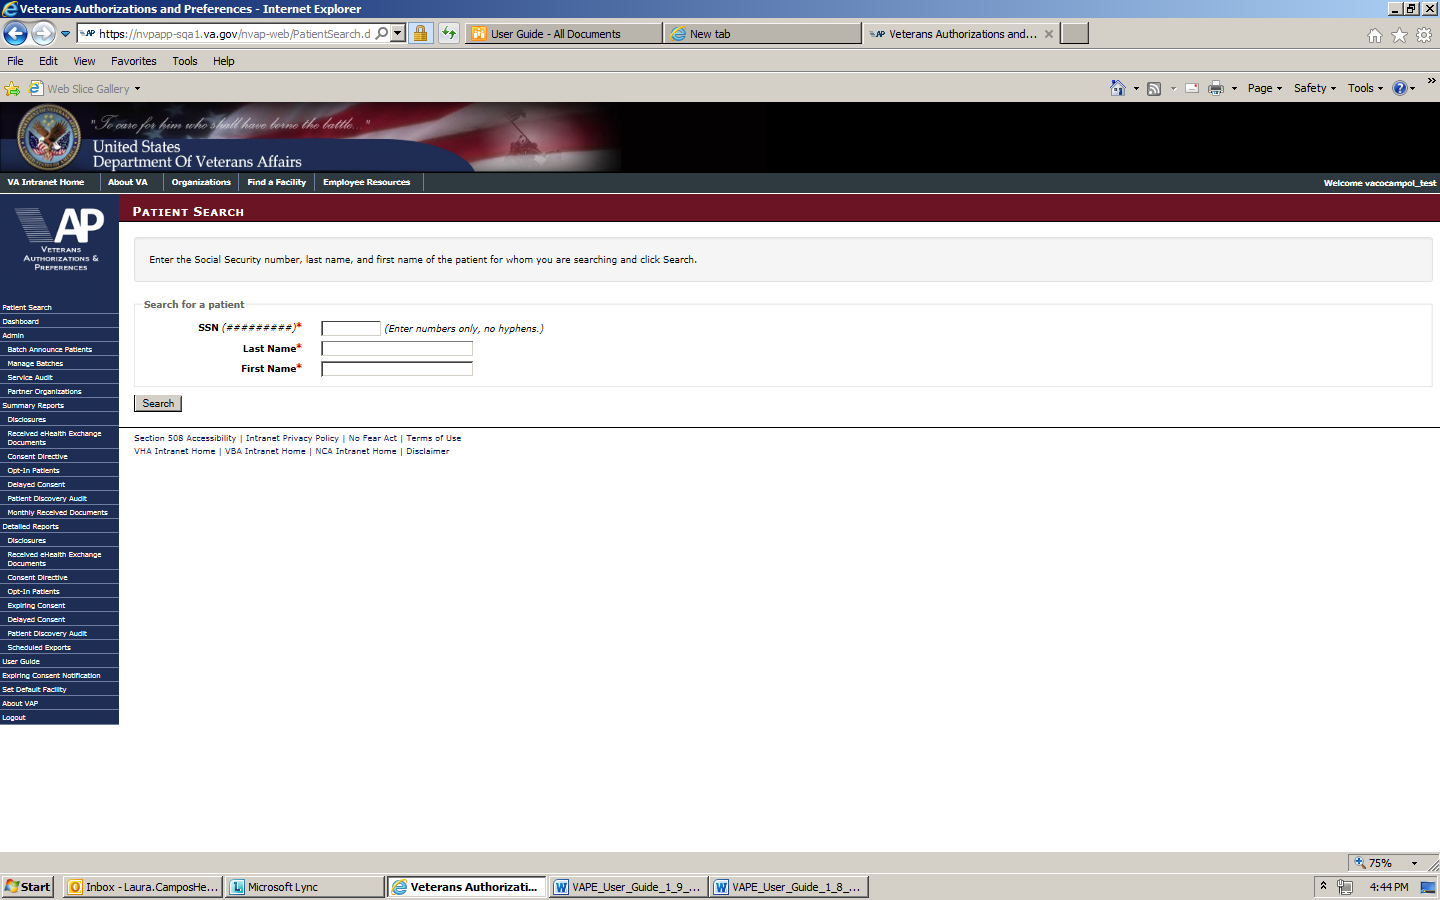 Veterans Authorizations and Preferences - Internet Explorer
AP https://nvpapp-sqa1.va.gov/nvap-web/PatientSearch.d
User Guide - All Documents
New tab
AP Veterans Authorizations and...
File Edit View Favorites Tools Help
Web Slice Gallery
Page Safety Tools
"To care for him who shall have borne the battle..."
United States
Department Of Veterans Affairs
VA Intranet Home About VA Organizations Find a Facility Employee Resources
Welcome vacocampol_test
AP
Veterans
Authorizations &
Preferences
Patient Search
Dashboard
Admin
Batch Announce Patients
Manage Batches
Service Audit
Partner Organizations
Summary Reports
Disclosures
Received eHealth Exchange
Documents
Consent Directive
Opt-In Patients
Delayed Consent
Patient Discovery Audit
Monthly Received Documents
Detailed Reports
Disclosures
Received eHealth Exchange
Documents
Consent Directive
Opt-In Patients
Expiring Consent
Delayed Consent
Patient Discovery Audit
Scheduled Exports
User Guide
Expiring Consent Notification
Set Default Facility
About VAP
Logout
Patient Search
Enter the Social Security number, last name, and first name of the patient for whom you are searching and click Search.
Search for a patient
SSN (#########)* (Enter numbers only, no hyphens.)
Last Name*
First Name*
Search
Section 508 Accessibility | Intranet Privacy Policy | No Fear Act | Terms of Use
VHA Intranet Home | VBA Intranet Home | NCA Intranet Home | Disclaimer
75%
Start
Inbox - Laura.CamposHe...
Microsoft Lync
Veterans Authorizati...
VAPE_User_Guide_1_9_...
VAPE_User_Guide_1_8_...
4:44 PM